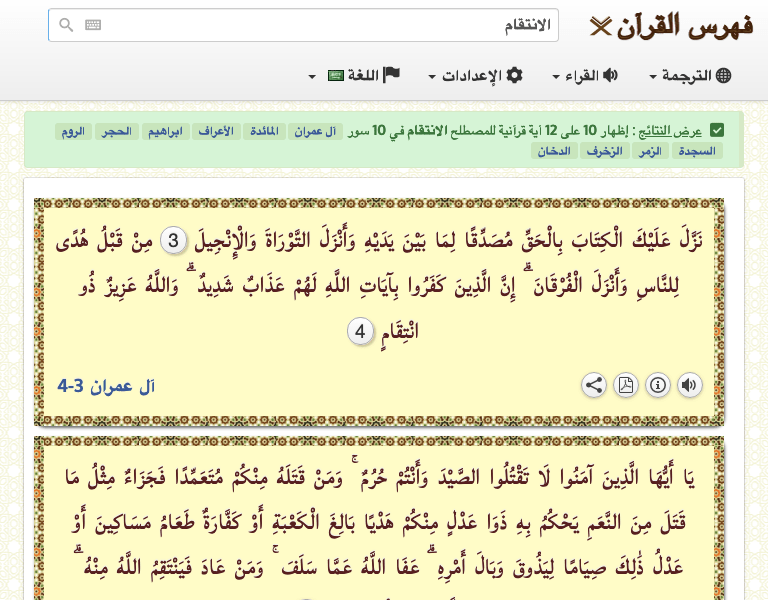 فهرس القرآن
الانتقام
الترجمة القراء الإعدادات اللغة
عرض النتائج : إظهار 10 على 12 آية قرآنية للمصطلح الانتقام في 10 سور آل عمران المائدة الأعراف ابراهيم الحجر الروم
السجدة الزمر الزخرف الدخان
نَزَّلَ عَلَيْكَ الْكِتَابَ بِالْحَقِّ مُصَدِّقًا لِمَا بَيْنَ يَدَيْهِ وَأَنْزَلَ التَّوْرَاةَ وَالْإِنْجِيلَ 3 مِنْ قَبْلُ هُدًى
لِلنَّاسِ وَأَنْزَلَ الْفُرْقَانَ ۗ إِنَّ الَّذِينَ كَفَرُوا بِآيَاتِ اللَّهِ لَهُمْ عَذَابٌ شَدِيدٌ ۗ وَاللَّهُ عَزِيزٌ ذُو
انْتِقَامٍ 4
آل عمران 3-4
يَا أَيُّهَا الَّذِينَ آمَنُوا لَا تَقْتُلُوا الصَّيْدَ وَأَنْتُمْ حُرُمٌ ۚ وَمَنْ قَتَلَهُ مِنْكُمْ مُتَعَمِّدًا فَجَزَاءٌ مِثْلُ مَا
قَتَلَ مِنَ النَّعَمِ يَحْكُمُ بِهِ ذَوَا عَدْلٍ مِنْكُمْ هَدْيًا بَالِغَ الْكَعْبَةِ أَوْ كَفَّارَةٌ طَعَامُ مَسَاكِينَ أَوْ
عَدْلُ ذَٰلِكَ صِيَامًا لِيَذُوقَ وَبَالَ أَمْرِهِ ۗ عَفَا اللَّهُ عَمَّا سَلَفَ ۚ وَمَنْ عَادَ فَيَنْتَقِمُ اللَّهُ مِنْهُ ۗ